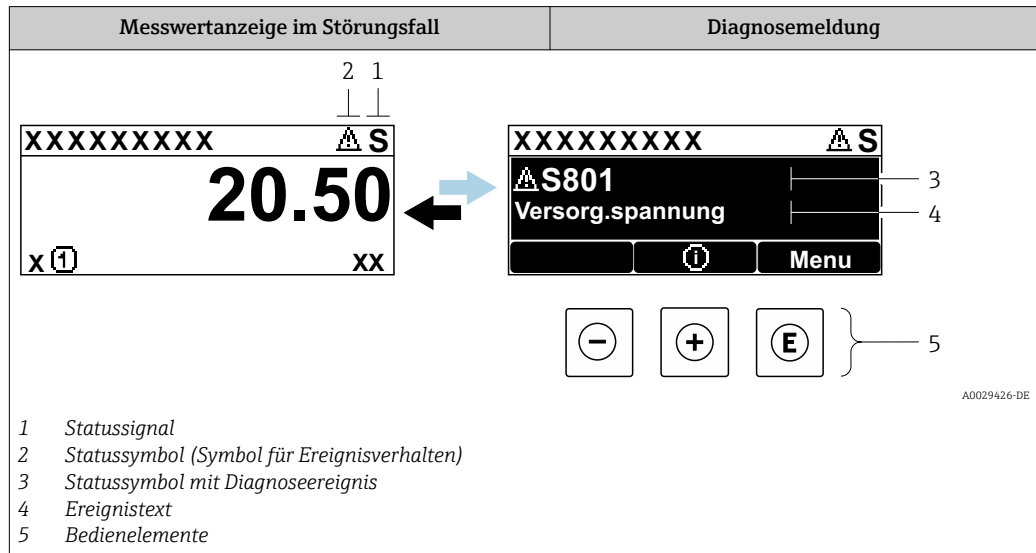 Messwertanzeige im Störungsfall
Diagnosemeldung
2 1
XXXXXXXXX S
20.50
x 1 xx
XXXXXXXXX S
S801
Versorg.spannung
i Menu
3
4
- + E
5
A0029426-DE
1 Statussignal
2 Statussymbol (Symbol für Ereignisverhalten)
3 Statussymbol mit Diagnoseereignis
4 Ereignistext
5 Bedienelemente